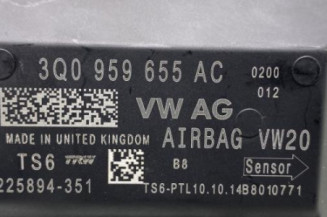 3Q0 959 655 AC 0200
012
VW AG
MADE IN UNITED KINGDOM AIRBAG VW20
TS6 TRW B8 Sensor
225894-351 TS6-PTL10.10.14B8010771